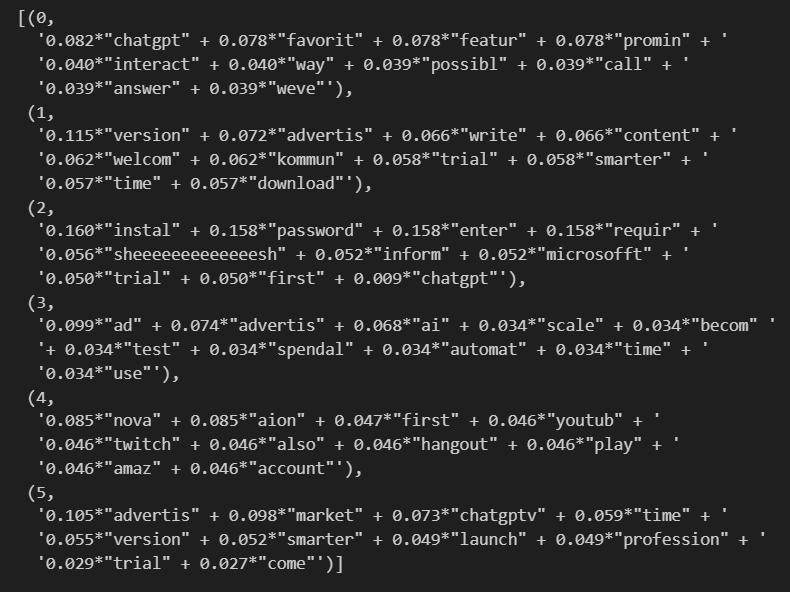 [(0,
'0.082*"chatgpt" + 0.078*"favorit" + 0.078*"featur" + 0.078*"promin" + '
'0.040*"interact" + 0.040*"way" + 0.039*"possibl" + 0.039*"call" + '
'0.039*"answer" + 0.039*"weve"'),
(1,
'0.115*"version" + 0.072*"advertis" + 0.066*"write" + 0.066*"content" + '
'0.062*"welcom" + 0.062*"kommun" + 0.058*"trial" + 0.058*"smarter" + '
'0.057*"time" + 0.057*"download"'),
(2,
'0.160*"instal" + 0.158*"password" + 0.158*"enter" + 0.158*"requir" + '
'0.056*"sheeeeeeeeeeeeesh" + 0.052*"inform" + 0.052*"microsofft" + '
'0.050*"trial" + 0.050*"first" + 0.009*"chatgpt"'),
(3,
'0.099*"ad" + 0.074*"advertis" + 0.068*"ai" + 0.034*"scale" + 0.034*"becom" '
'+ 0.034*"test" + 0.034*"spendal" + 0.034*"automat" + 0.034*"time" + '
'0.034*"use"'),
(4,
'0.085*"nova" + 0.085*"aion" + 0.047*"first" + 0.046*"youtub" + '
'0.046*"twitch" + 0.046*"also" + 0.046*"hangout" + 0.046*"play" + '
'0.046*"amaz" + 0.046*"account"'),
(5,
'0.105*"advertis" + 0.098*"market" + 0.073*"chatgptv" + 0.059*"time" + '
'0.055*"version" + 0.052*"smarter" + 0.049*"launch" + 0.049*"profession" + '
'0.029*"trial" + 0.027*"come"')]